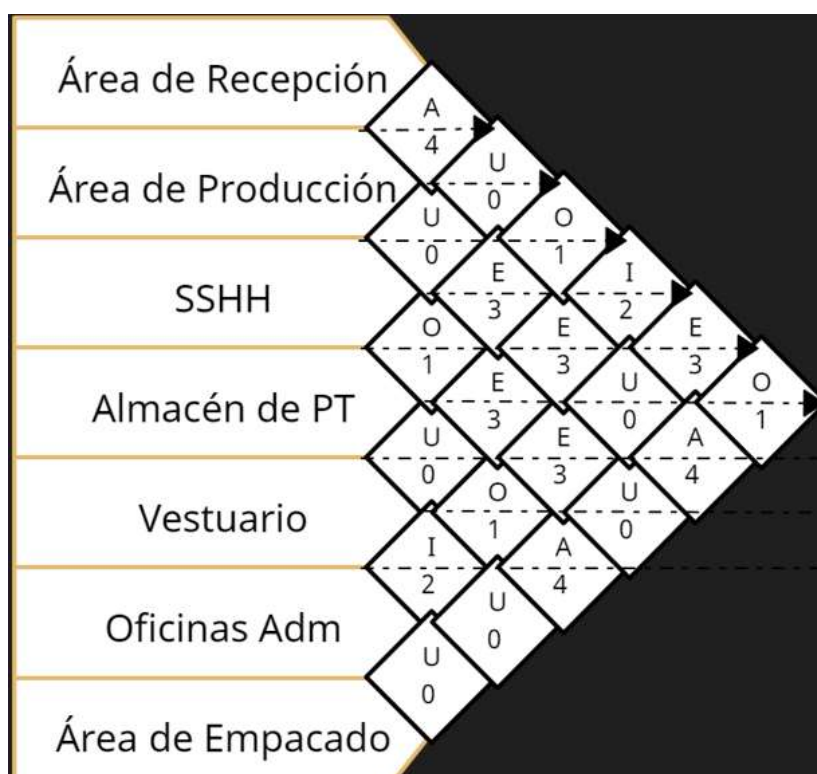 Área de Recepción
A
4
U
0
Área de Producción
U
0
O
1
E
3
I
2
SSHH
E
3
E
3
O
1
O
1
E
3
U
0
Almacén de PT
A
4
U
0
E
3
O
1
U
0
Vestuario
I
2
A
4
U
0
Oficinas Adm
U
0
Área de Empacado